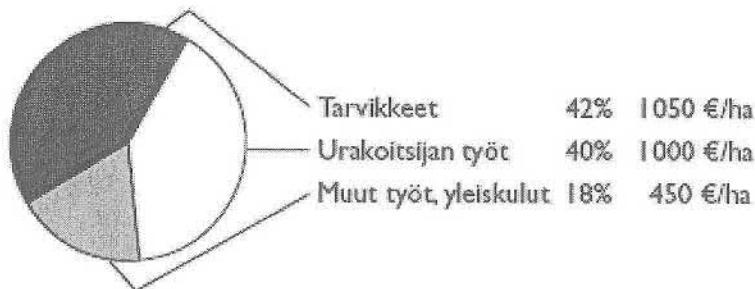 Tarvikkeet 42% 1050 €/ha
Urakoitsijan työt 40% 1000 €/ha
Muut työt, yleiskulut 18% 450 €/ha